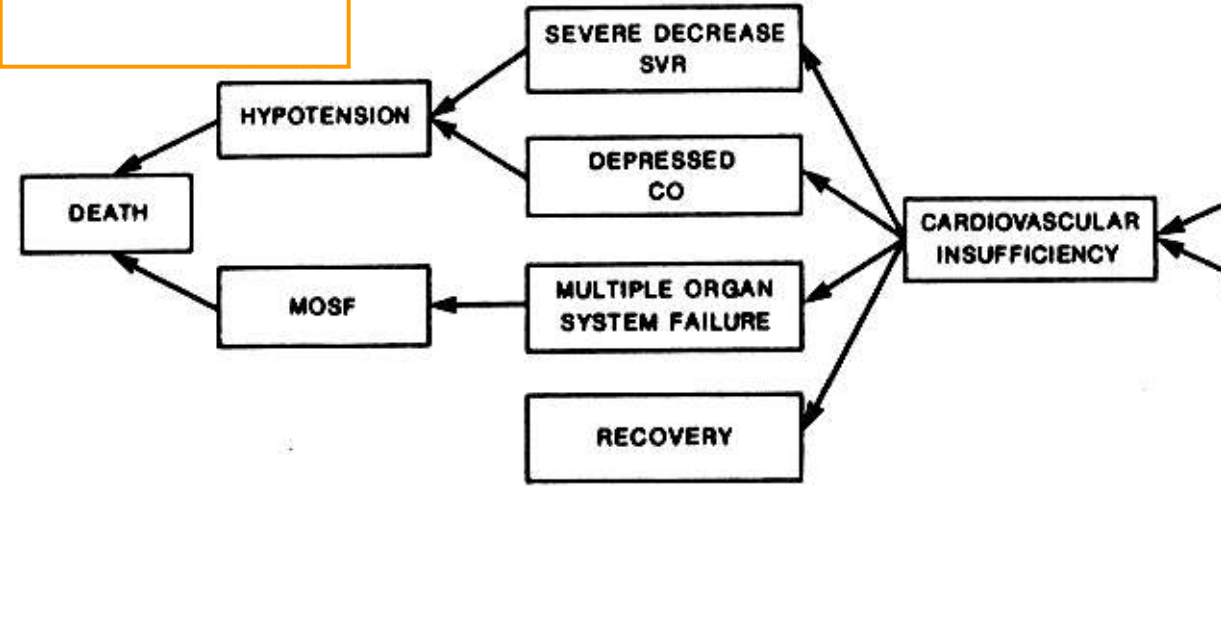 SEVERE DECREASE
SVR
HYPOTENSION
DEPRESSED
CO
DEATH
CARDIOVASCULAR
INSUFFICIENCY
MULTIPLE ORGAN
SYSTEM FAILURE
MOSF
RECOVERY